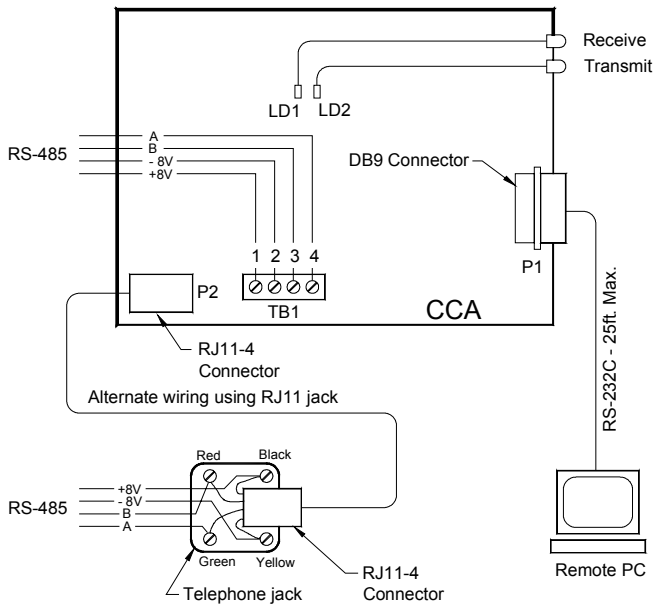 Receive
Transmit
LD1 LD2
RS-485
A
B
- 8V
+8V
DB9 Connector
1 2 3 4
P1
P2
TB1
CCA
RJ11-4
Connector
RS-232C - 25ft. Max.
Alternate wiring using RJ11 jack
Red Black
RS-485
+8V
- 8V
B
A
Green Yellow
Telephone jack
RJ11-4
Connector
Remote PC